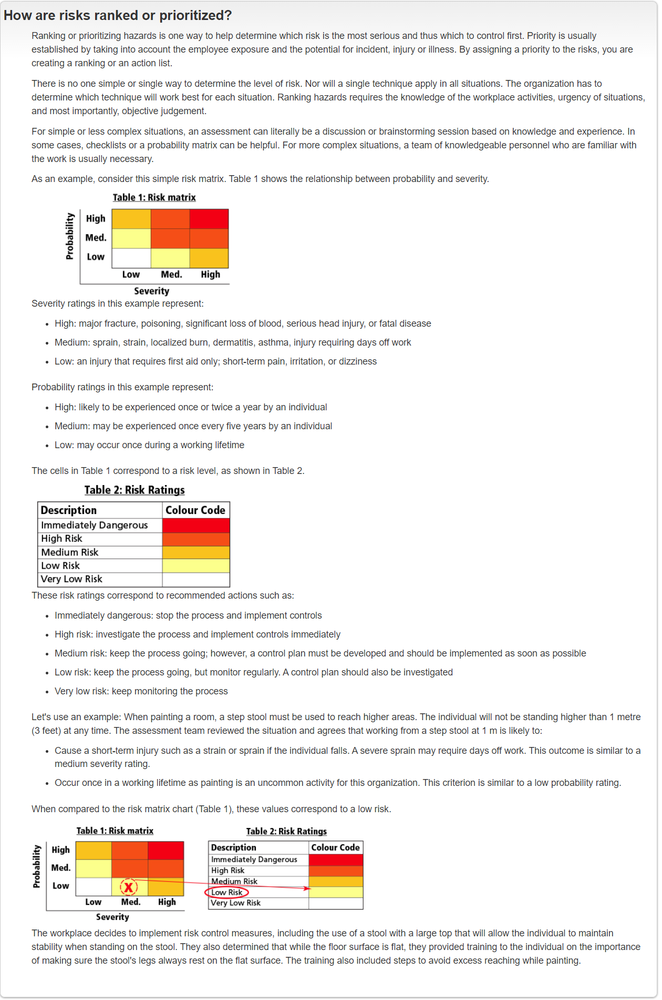 How are risks ranked or prioritized?
Ranking or prioritizing hazards is one way to help determine which risk is the most serious and thus which to control first. Priority is usually
established by taking into account the employee exposure and the potential for incident, injury or illness. By assigning a priority to the risks, you are
creating a ranking or an action list.
There is no one simple or single way to determine the level of risk. Nor will a single technique apply in all situations. The organization has to
determine which technique will work best for each situation. Ranking hazards requires the knowledge of the workplace activities, urgency of situations,
and most importantly, objective judgement.
For simple or less complex situations, an assessment can literally be a discussion or brainstorming session based on knowledge and experience. In
some cases, checklists or a probability matrix can be helpful. For more complex situations, a team of knowledgeable personnel who are familiar with
the work is usually necessary.
As an example, consider this simple risk matrix. Table 1 shows the relationship between probability and severity.
Table 1: Risk matrix
Probability
High
Med.
Low
Low Med. High
Severity
Severity ratings in this example represent:
• High: major fracture, poisoning, significant loss of blood, serious head injury, or fatal disease
• Medium: sprain, strain, localized burn, dermatitis, asthma, injury requiring days off work
• Low: an injury that requires first aid only; short-term pain, irritation, or dizziness
Probability ratings in this example represent:
• High: likely to be experienced once or twice a year by an individual
• Medium: may be experienced once every five years by an individual
• Low: may occur once during a working lifetime
The cells in Table 1 correspond to a risk level, as shown in Table 2.
Table 2: Risk Ratings
Description Colour Code
Immediately Dangerous
High Risk
Medium Risk
Low Risk
Very Low Risk
These risk ratings correspond to recommended actions such as:
• Immediately dangerous: stop the process and implement controls
• High risk: investigate the process and implement controls immediately
• Medium risk: keep the process going; however, a control plan must be developed and should be implemented as soon as possible
• Low risk: keep the process going, but monitor regularly. A control plan should also be investigated
• Very low risk: keep monitoring the process
Let's use an example: When painting a room, a step stool must be used to reach higher areas. The individual will not be standing higher than 1 metre
(3 feet) at any time. The assessment team reviewed the situation and agrees that working from a step stool at 1 m is likely to:
• Cause a short-term injury such as a strain or sprain if the individual falls. A severe sprain may require days off work. This outcome is similar to a
medium severity rating.
• Occur once in a working lifetime as painting is an uncommon activity for this organization. This criterion is similar to a low probability rating.
When compared to the risk matrix chart (Table 1), these values correspond to a low risk.
Table 1: Risk matrix
Probability
High
Med.
Low
X
Low Med. High
Severity
Table 2: Risk Ratings
Description Colour Code
Immediately Dangerous
High Risk
Medium Risk
Low Risk
Very Low Risk
The workplace decides to implement risk control measures, including the use of a stool with a large top that will allow the individual to maintain
stability when standing on the stool. They also determined that while the floor surface is flat, they provided training to the individual on the importance
of making sure the stool's legs always rest on the flat surface. The training also included steps to avoid excess reaching while painting.